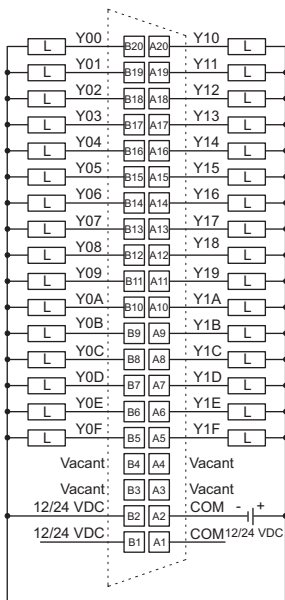 L Y00 B20 A20 Y10 L
L Y01 B19 A19 Y11 L
L Y02 B18 A18 Y12 L
L Y03 B17 A17 Y13 L
L Y04 B16 A16 Y14 L
L Y05 B15 A15 Y15 L
L Y06 B14 A14 Y16 L
L Y07 B13 A13 Y17 L
L Y08 B12 A12 Y18 L
L Y09 B11 A11 Y19 L
L Y0A B10 A10 Y1A L
L Y0B B9 A9 Y1B L
L Y0C B8 A8 Y1C L
L Y0D B7 A7 Y1D L
L Y0E B6 A6 Y1E L
L Y0F B5 A5 Y1F L
Vacant B4 A4 Vacant
Vacant B3 A3 Vacant
12/24 VDC B2 A2 COM - +
12/24 VDC B1 A1 COM 12/24 VDC